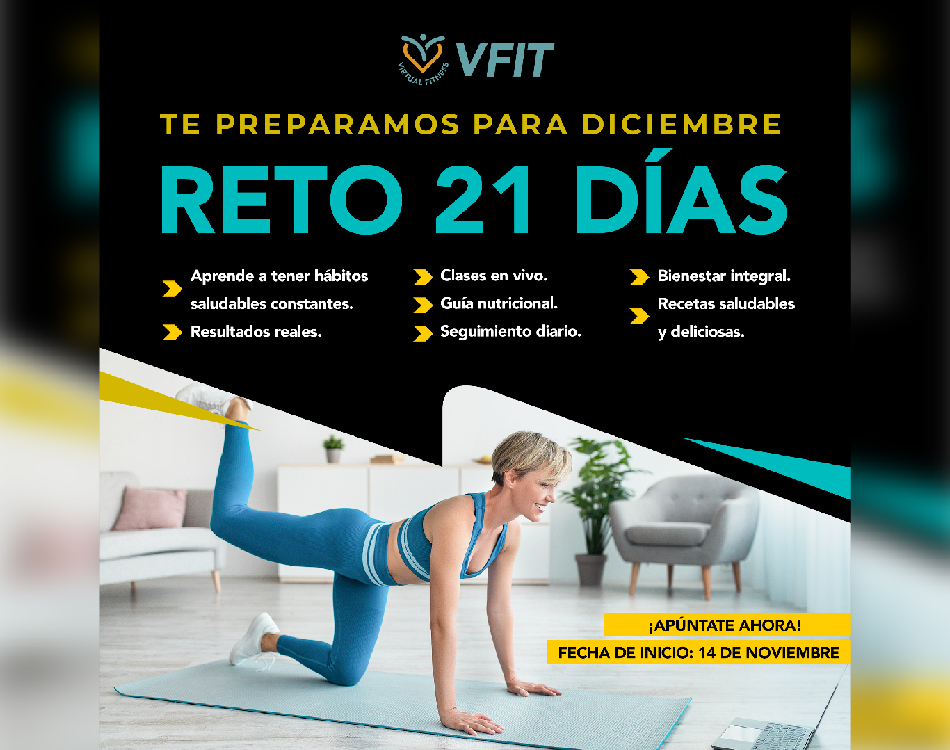 VFIT
VIRTUAL FITNESS
TE PREPARAMOS PARA DICIEMBRE
RETO 21 DÍAS
Aprende a tener hábitos
saludables constantes.
Resultados reales.
Clases en vivo.
Guía nutricional.
Seguimiento diario.
Bienestar integral.
Recetas saludables
y deliciosas.
¡APÚNTATE AHORA!
FECHA DE INICIO: 14 DE NOVIEMBRE